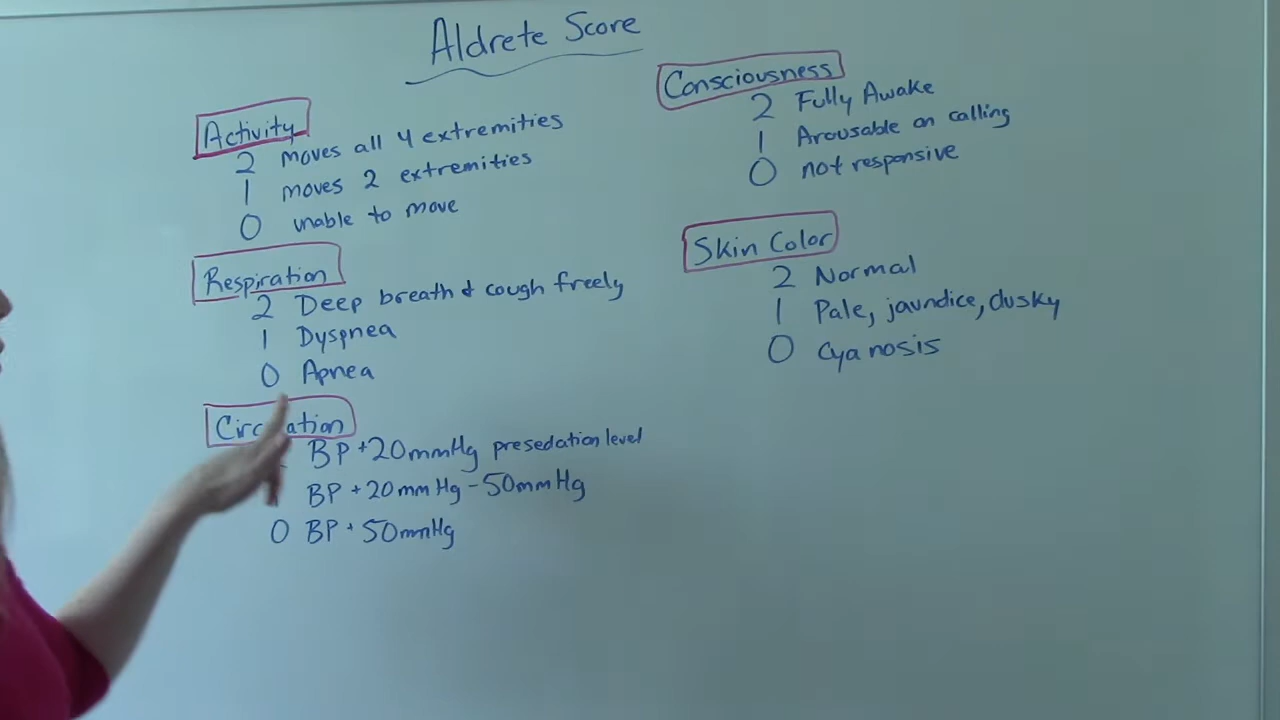 Aldrete Score
Activity
2 moves all 4 extremities
1 moves 2 extremities
0 unable to move
Respiration
2 Deep breath & cough freely
1 Dyspnea
0 Apnea
BP +20mmHg presedation level
BP +20mmHg - 50mmHg
0 BP + 50mmHg
Consciousness
2 Fully Awake
1 Arousable on calling
0 not responsive
Skin Color
2 Normal
1 Pale, jaundice, dusky
0 Cyanosis